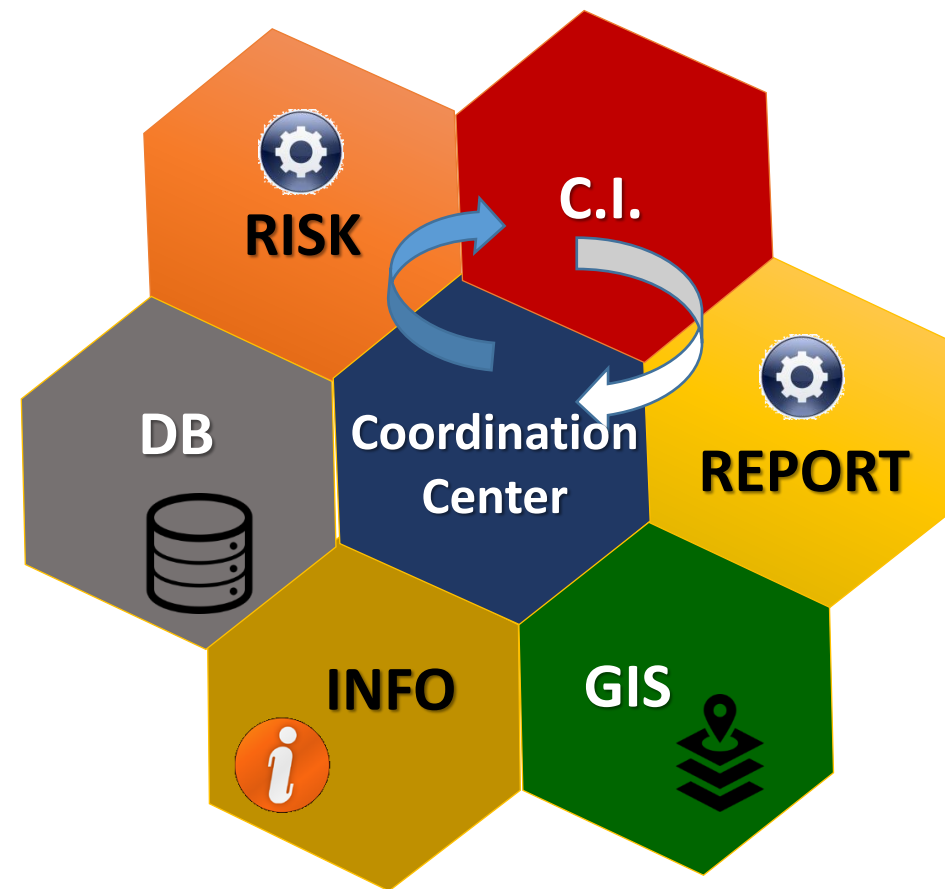 C.I.
RISK
DB
Coordination
Center
REPORT
INFO
GIS
i